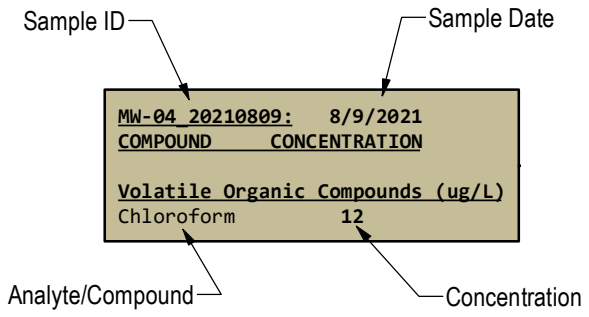 Sample ID
Sample Date
MW-04_20210809: 8/9/2021
COMPOUND CONCENTRATION
Volatile Organic Compounds (ug/L)
Chloroform 12
Analyte/Compound
Concentration